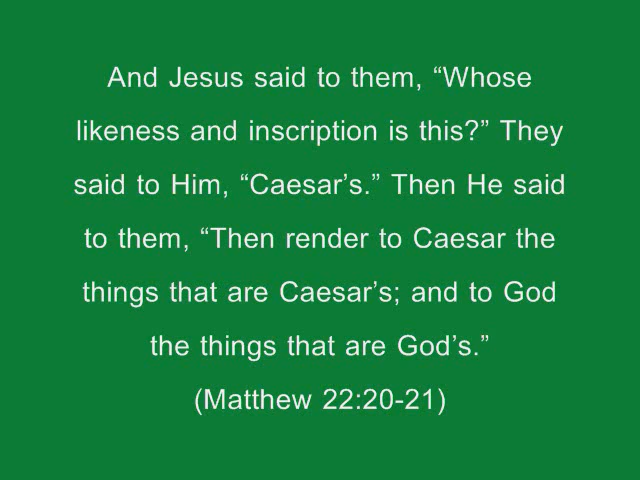 And Jesus said to them, “Whose
likeness and inscription is this?” They
said to Him, “Caesar’s.” Then He said
to them, “Then render to Caesar the
things that are Caesar’s; and to God
the things that are God’s.”
(Matthew 22:20-21)